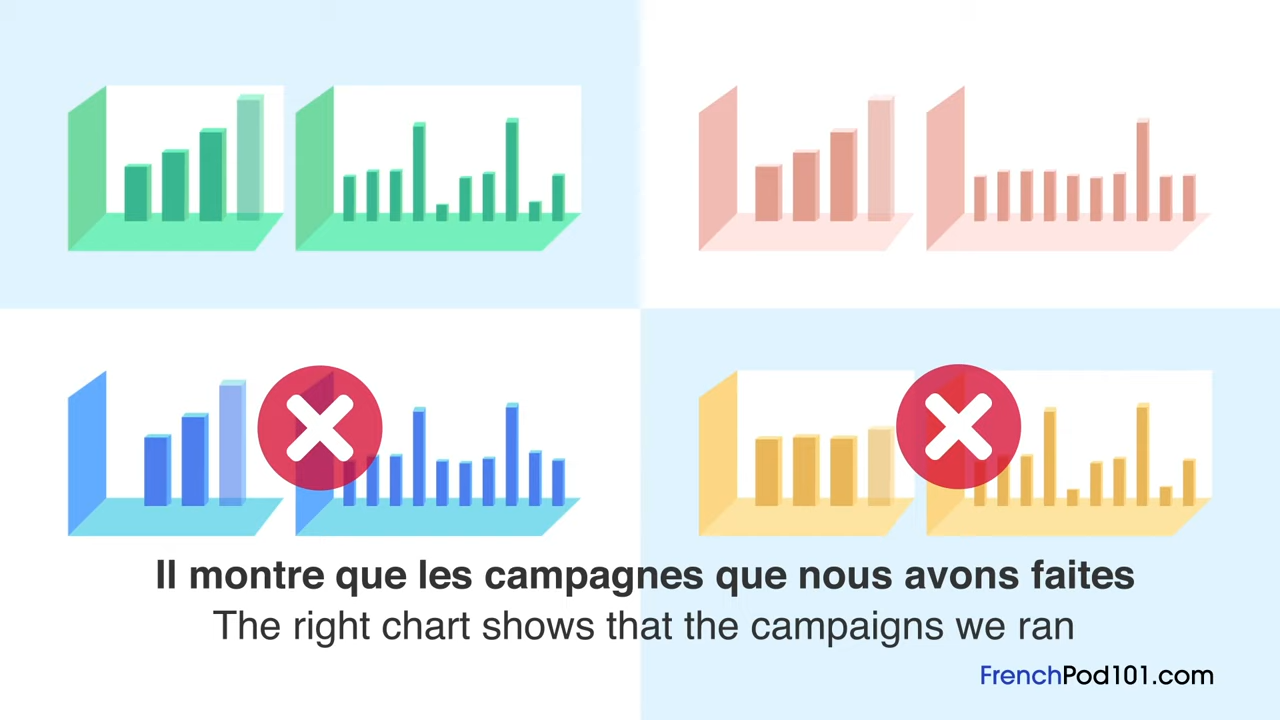 Il montre que les campagnes que nous avons faites
The right chart shows that the campaigns we ran
FrenchPod101.com